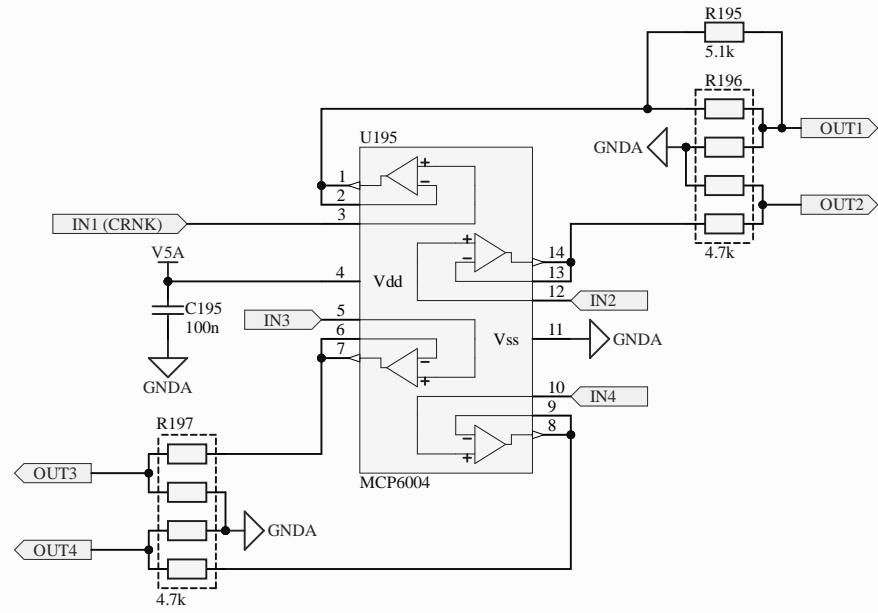 R195
5.1k
R196
OUT1
U195
GNDA
+
1
2
3
IN1 (CRNK)
OUT2
14
13
12
4.7k
V5A
4
Vdd
IN2
C195
100n
IN3
5
6
7
11
Vss
GNDA
GNDA
10
9
8
IN4
R197
OUT3
MCP6004
GNDA
OUT4
4.7k